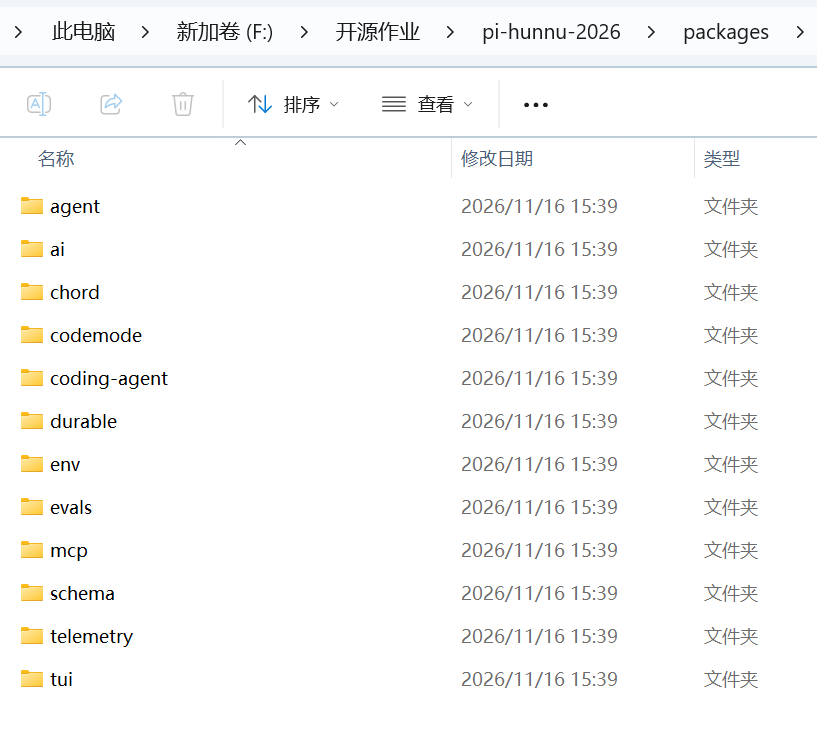 此电脑 > 新加卷 (F:) > 开源作业 > pi-hunnu-2026 > packages >
排序 查看 •••
名称 修改日期 类型
agent 2026/11/16 15:39 文件夹
ai 2026/11/16 15:39 文件夹
chord 2026/11/16 15:39 文件夹
codemode 2026/11/16 15:39 文件夹
coding-agent 2026/11/16 15:39 文件夹
durable 2026/11/16 15:39 文件夹
env 2026/11/16 15:39 文件夹
evals 2026/11/16 15:39 文件夹
mcp 2026/11/16 15:39 文件夹
schema 2026/11/16 15:39 文件夹
telemetry 2026/11/16 15:39 文件夹
tui 2026/11/16 15:39 文件夹